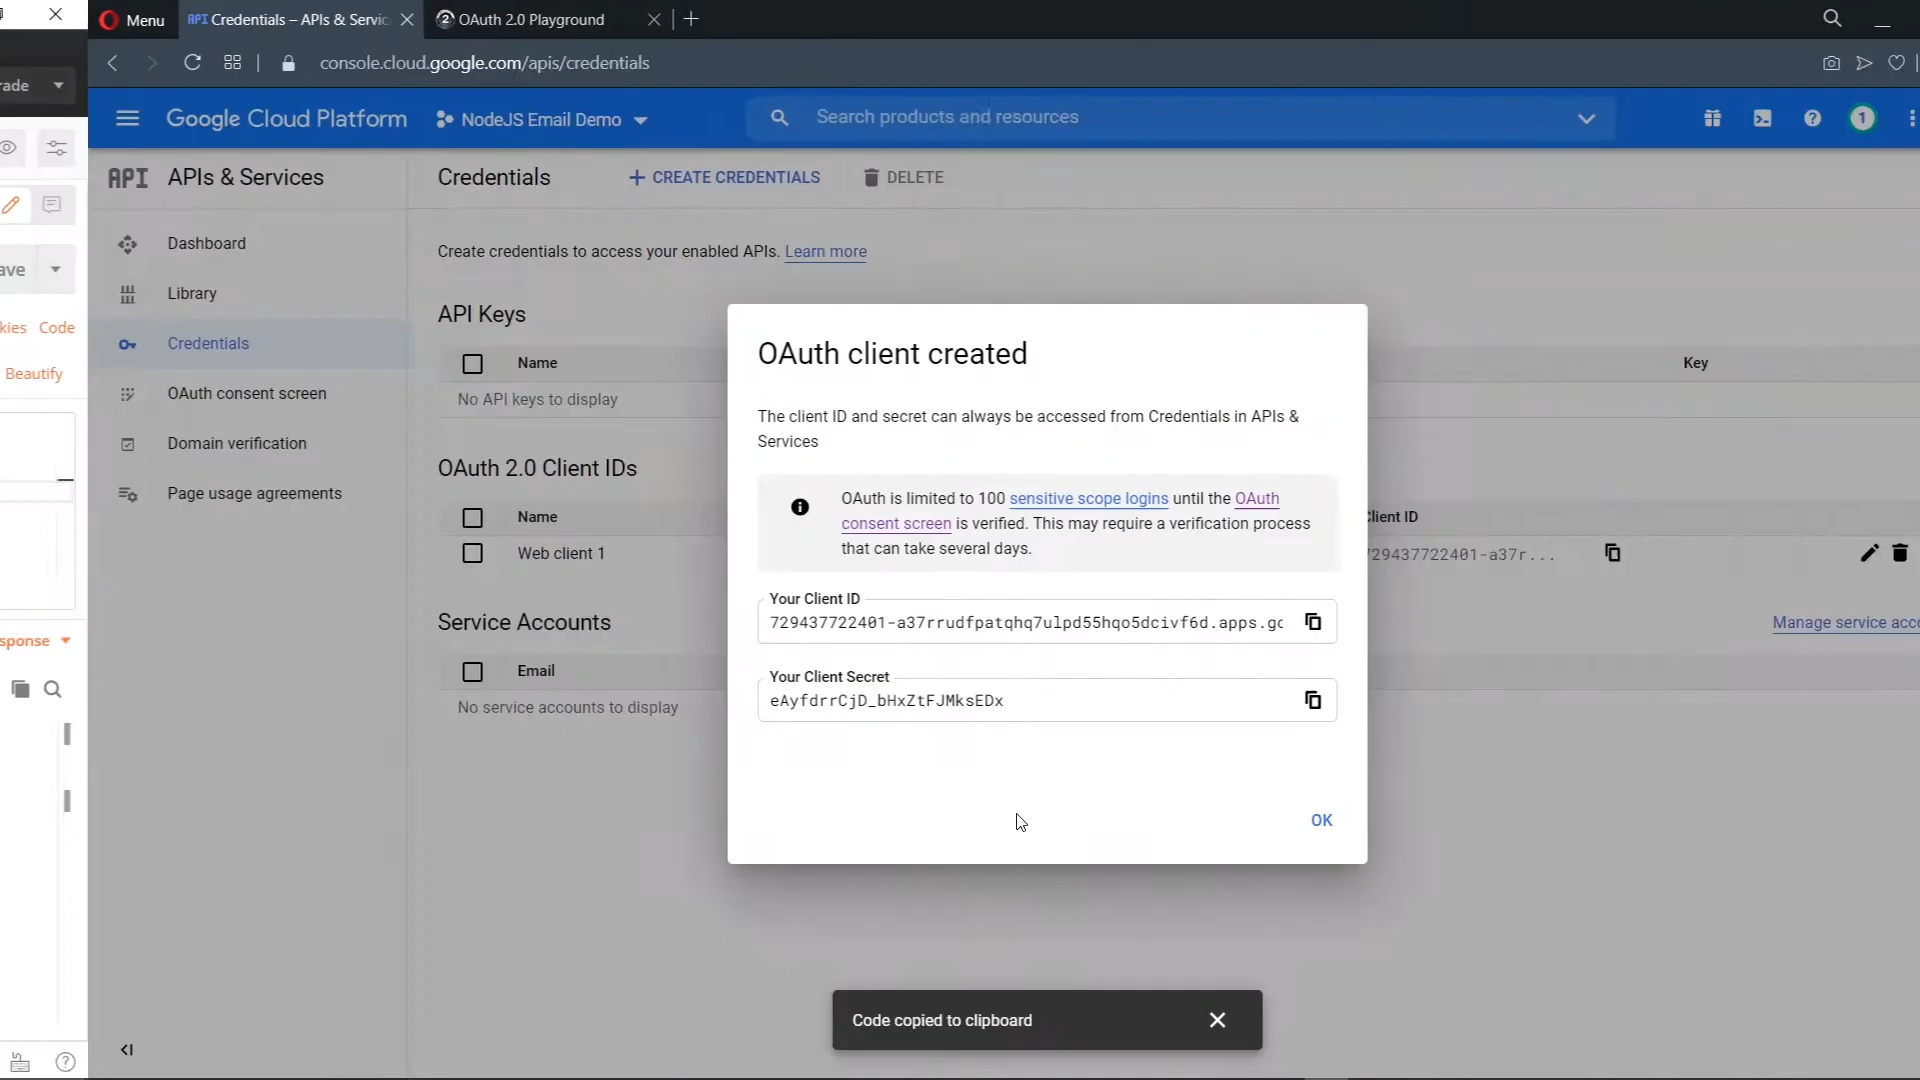 Menu
API Credentials – APIs & Servic
OAuth 2.0 Playground
console.cloud.google.com/apis/credentials
rade
Google Cloud Platform
NodeJS Email Demo
Search products and resources
1
API APIs & Services
Credentials
CREATE CREDENTIALS
DELETE
Dashboard
Library
Credentials
OAuth consent screen
Domain verification
Page usage agreements
ave
kies Code
Beautify
sponse
Create credentials to access your enabled APIs. Learn more
API Keys
Name
Key
No API keys to display
OAuth 2.0 Client IDs
Name
Client ID
Web client 1
729437722401-a37r...
Service Accounts
Manage service acco
Email
No service accounts to display
OAuth client created
The client ID and secret can always be accessed from Credentials in APIs &
Services
OAuth is limited to 100 sensitive scope logins until the OAuth
consent screen is verified. This may require a verification process
that can take several days.
Your Client ID
729437722401-a37rrudfpatqhq7ulpd55hqo5dcivf6d.apps.gc
Your Client Secret
eAyfdrrCjD_bHxZtFJMksEDx
OK
Code copied to clipboard